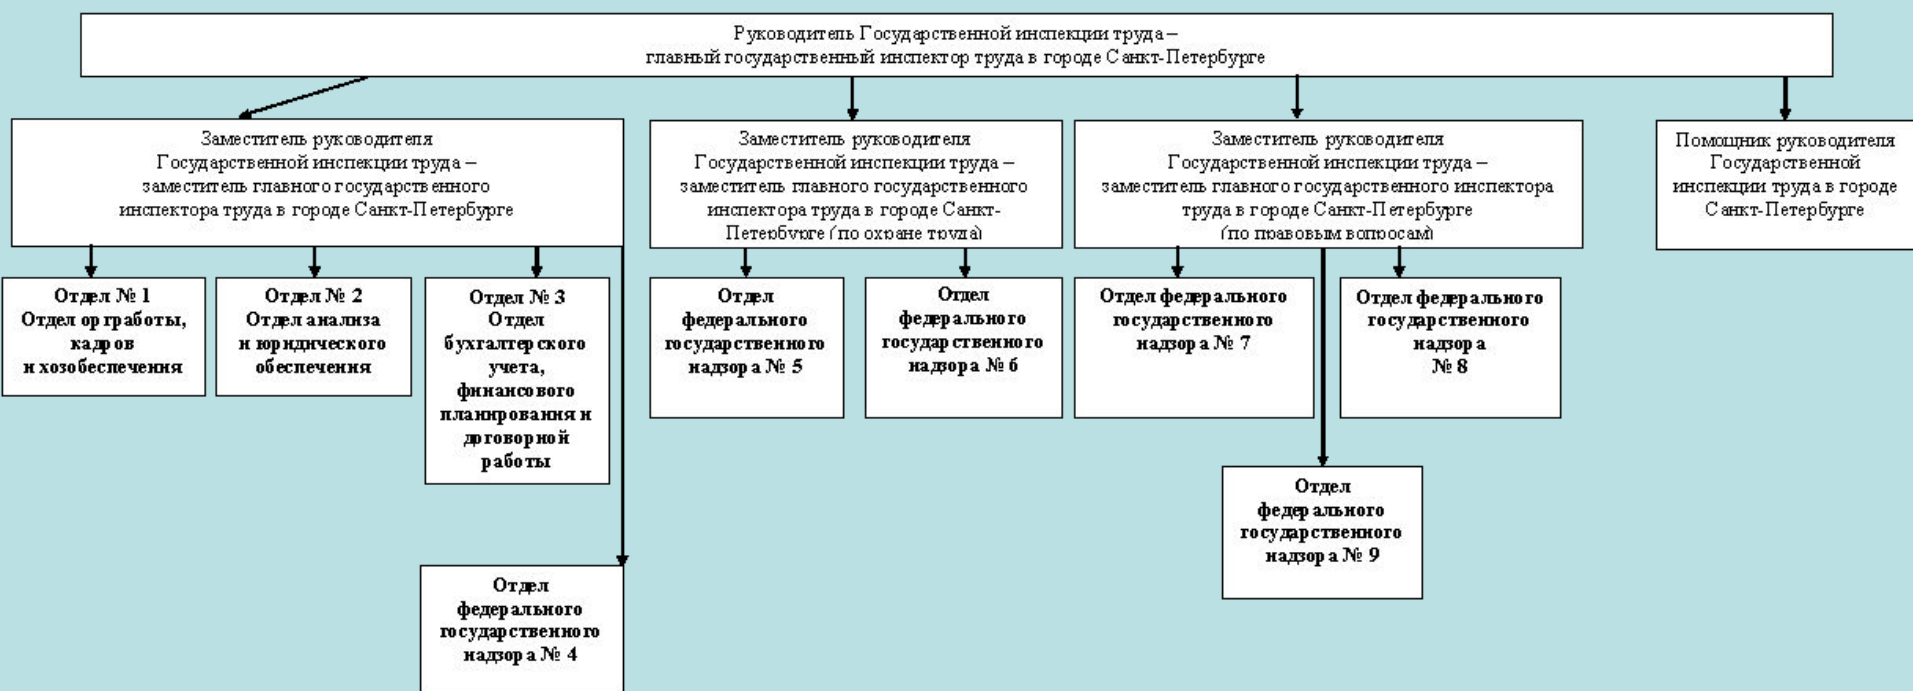 Руководитель Государственной инспекции труда –
главный государственный инспектор труда в городе Санкт-Петербурге
Заместитель руководителя
Государственной инспекции труда –
заместитель главного государственного
инспектора труда в городе Санкт-Петербурге
Заместитель руководителя
Государственной инспекции труда –
заместитель главного государственного
инспектора труда в городе Санкт-
Петербурге (по охране труда)
Заместитель руководителя
Государственной инспекции труда –
заместитель главного государственного инспектора
труда в городе Санкт-Петербурге
(по правовым вопросам)
Помощник руководителя
Государственной
инспекции труда в городе
Санкт-Петербурге
Отдел № 1
Отдел оргработы,
кадров
и хозобеспечения
Отдел № 2
Отдел анализа
и юридического
обеспечения
Отдел № 3
Отдел
бухгалтерского
учета,
финансового
планирования и
договорной
работы
Отдел
федерального
государственного
надзора № 5
Отдел
федерального
государственного
надзора № 6
Отдел федерального
государственного
надзора № 7
Отдел федерального
государственного
надзора
№ 8
Отдел
федерального
государственного
надзора № 9
Отдел
федерального
государственного
надзора № 4